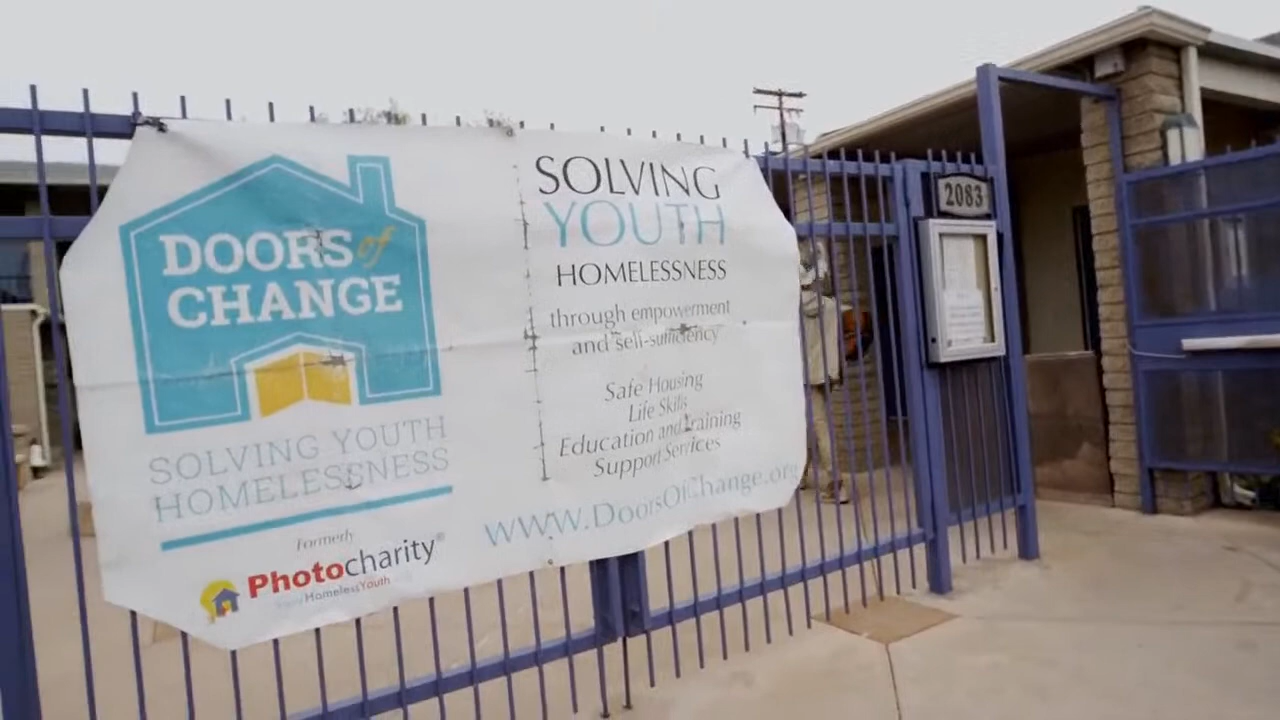 DOORS of
CHANGE
SOLVING YOUTH
HOMELESSNESS
Formerly
Photocharity®
HomelessYouth
SOLVING
YOUTH
HOMELESSNESS
through empowerment
and self-sufficiency
Safe Housing
Life Skills
Education and Training
Support Services
www.DoorsOfChange.org
2083